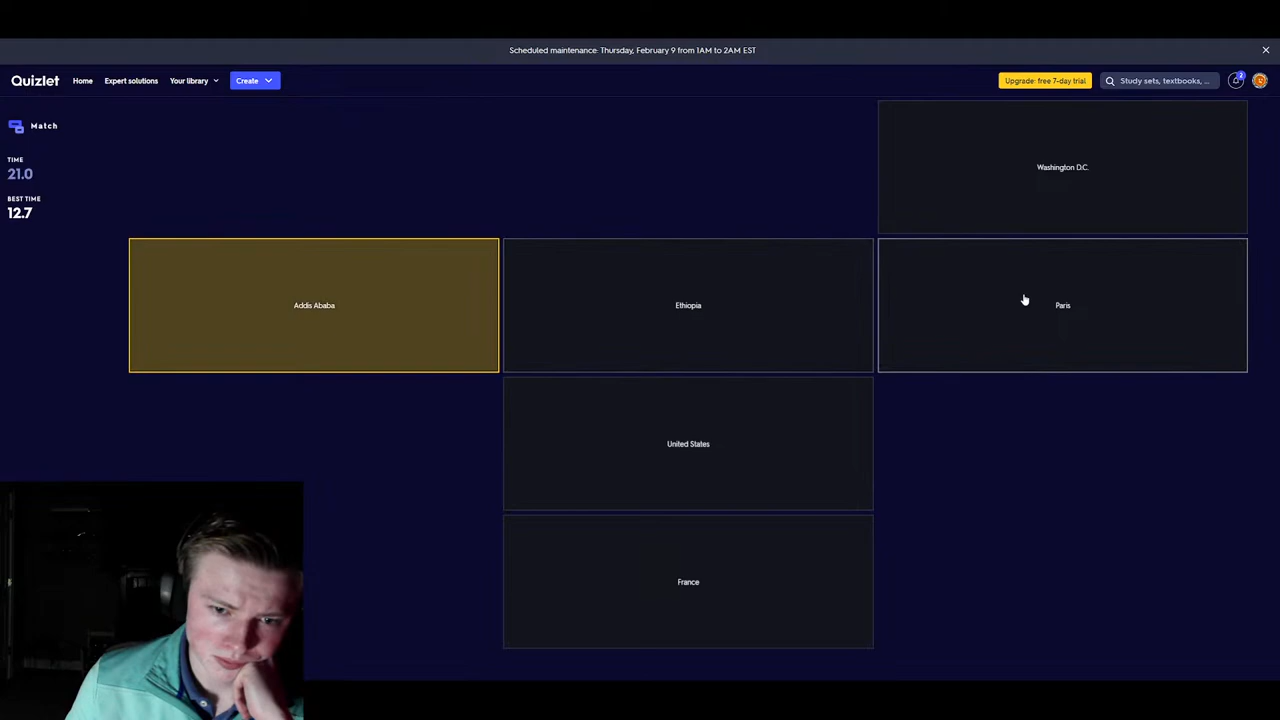 Scheduled maintenance: Thursday, February 9 from 1AM to 2AM EST
Quizlet Home Expert solutions Your library Create Upgrade: free 7-day trial Study sets, textbooks, ... 2
Match
TIME
21.0
BEST TIME
12.7
Washington D.C.
Addis Ababa Ethiopia Paris
United States
France